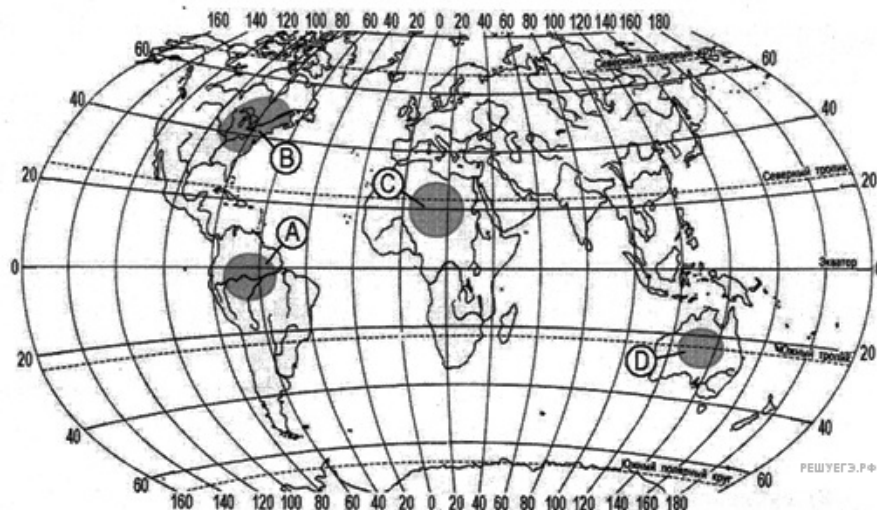 160 140 120 100 80 60 40 20 0 20 40 60 80 100 120 140 160 180
60 Северный полярный круг 60
40 40
B
C
20 Северный тропик 20
A
0 Экватор 0
20 D Южный тропик 20
40 40
60 Южный полярный круг 60
РЕШУЕГЭ.РФ
160 140 120 100 80 60 40 20 0 20 40 60 80 100 120 140 160 180